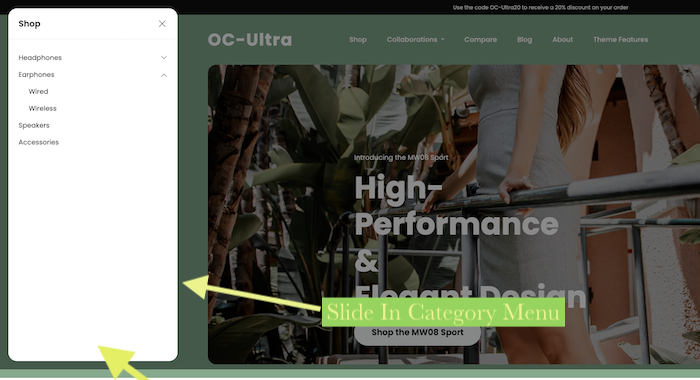 Use the code OC-Ultra20 to receive a 20% discount on your order
Shop
Headphones
Earphones
Wired
Wireless
Speakers
Accessories
OC-Ultra
Shop Collaborations Compare Blog About Theme Features
Introducing the MW08 Sport
High-
Performance
&
Elegant Design
Slide In Category Menu
Shop the MW08 Sport